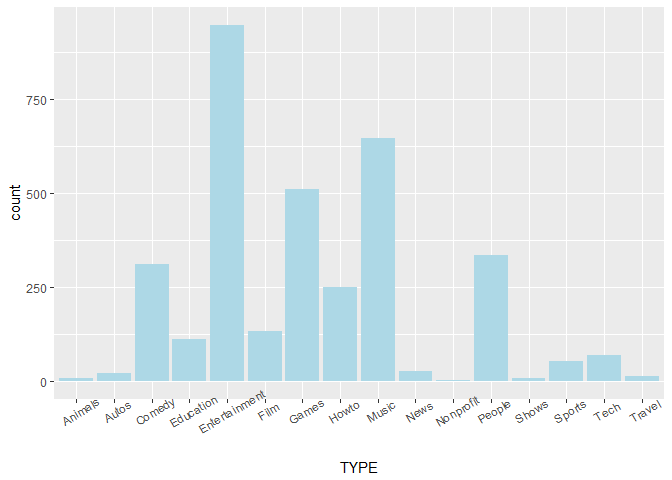 750
500
250
0
count
Animals
Autos
Comedy
Education
Entertainment
Film
Games
Howto
Music
News
Nonprofit
People
Shows
Sports
Tech
Travel
TYPE